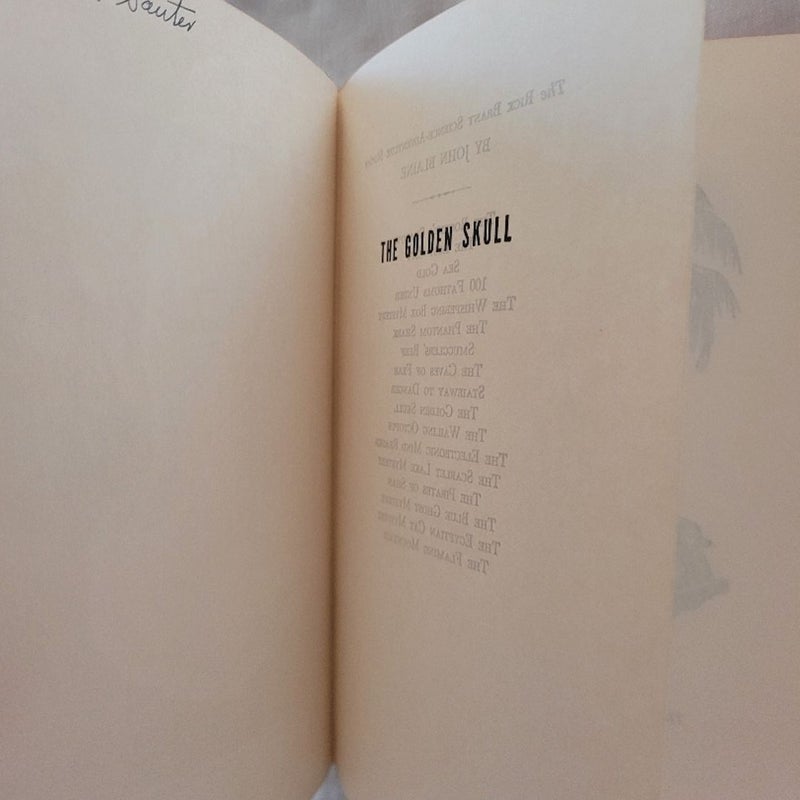 Sauter
The Rick Brant Science-Adventure Series
BY JOHN BLAINE
THE GOLDEN SKULL
Sea Gold
100 Fathoms Under
The Whispering Box Mystery
The Phantom Shark
Smugglers' Reef
The Caves of Fear
Stairway to Danger
The Golden Skull
The Wailing Octopus
The Electronic Mind Reader
The Scarlet Lake Mystery
The Pirates of Shan
The Blue Ghost Mystery
The Egyptian Cat Mystery
The Flaming Mountain